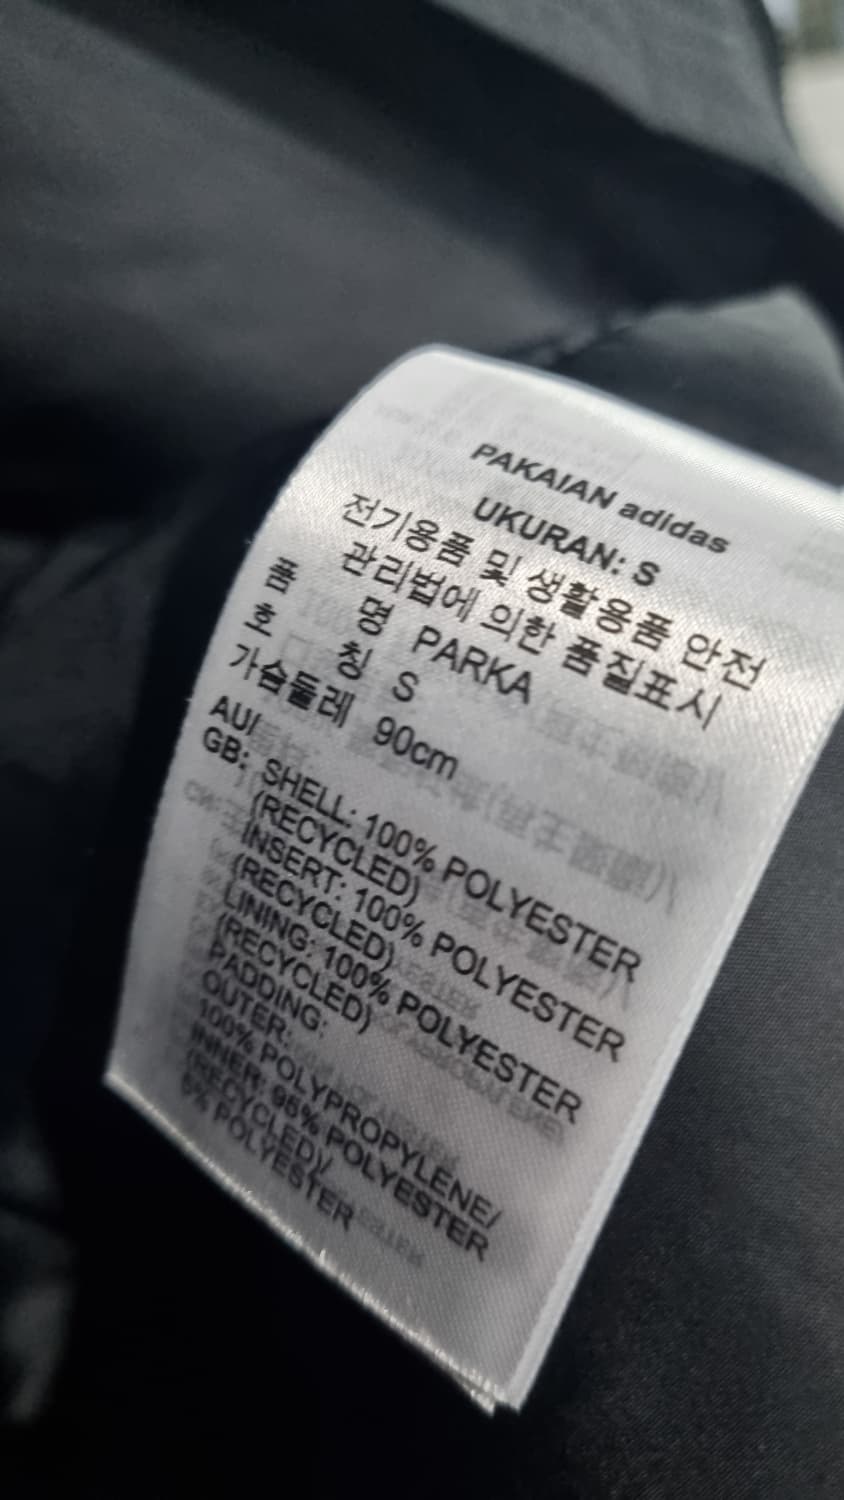 PAKAIAN adidas
UKURAN: S
전기용품 및 생활용품 안전
관리법에 의한 품질표시
품 명 PARKA
호 칭 S
가슴둘레 90cm
AU/
GB: SHELL: 100% POLYESTER
(RECYCLED)
INSERT: 100% POLYESTER
(RECYCLED)
LINING: 100% POLYESTER
(RECYCLED)
PADDING:
OUTER:
100% POLYPROPYLENE/
INNER: 95% POLYESTER
(RECYCLED)/
5% POLYESTER